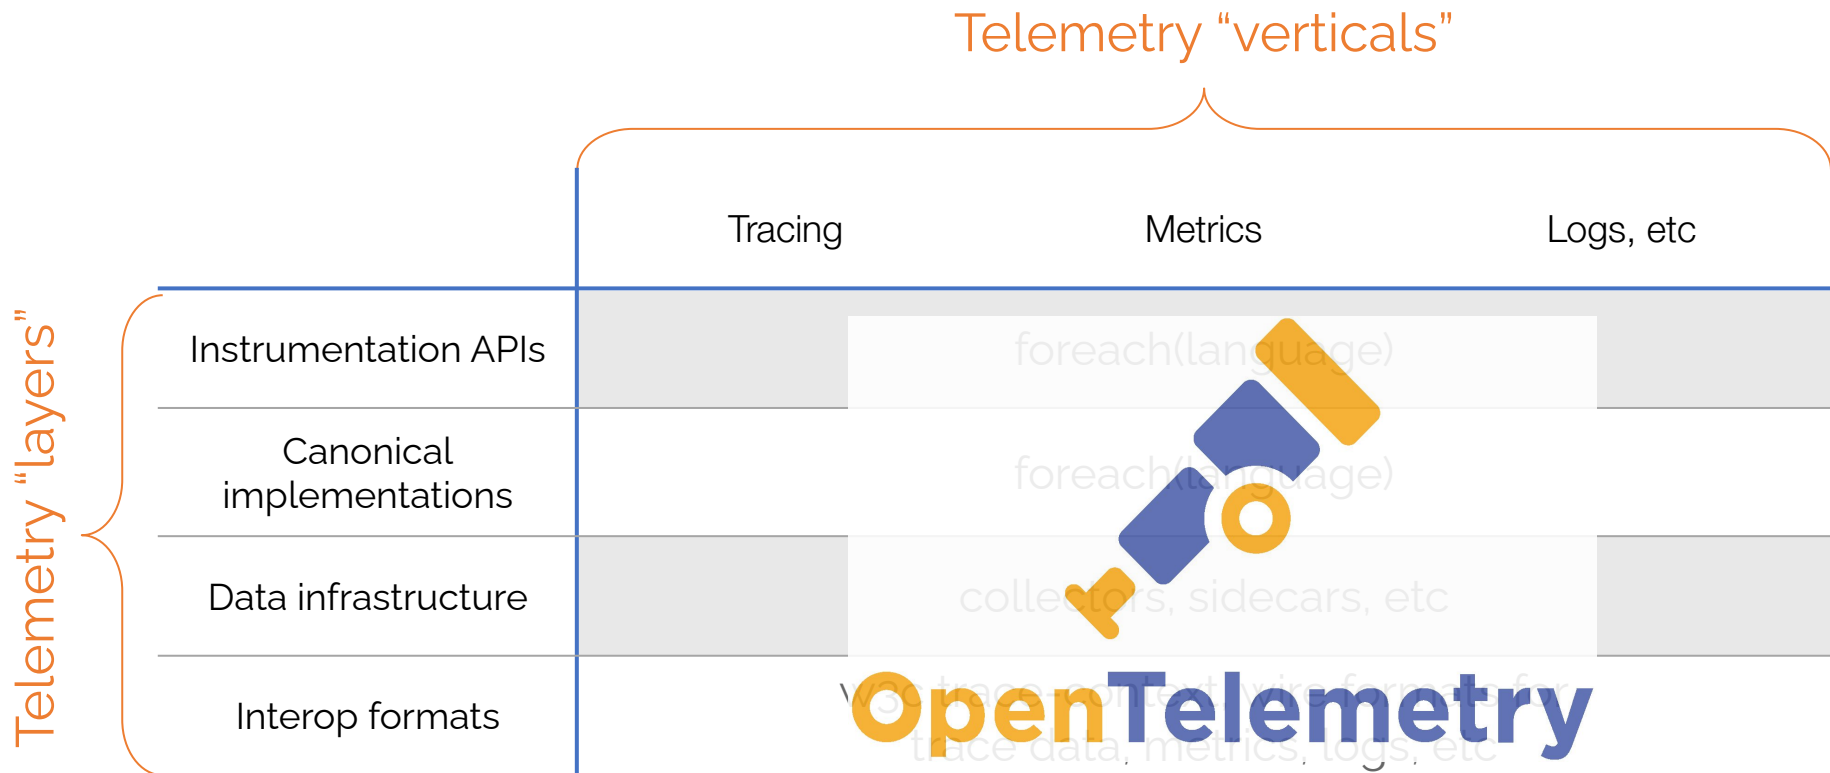 Telemetry “verticals”
Tracing
Metrics
Logs, etc
Telemetry “layers”
Instrumentation APIs
foreach(language)
Canonical
implementations
foreach(language)
Data infrastructure
collectors, sidecars, etc
Interop formats
w3c trace-context, wire formats for
trace data, metrics, logs, etc
OpenTelemetry